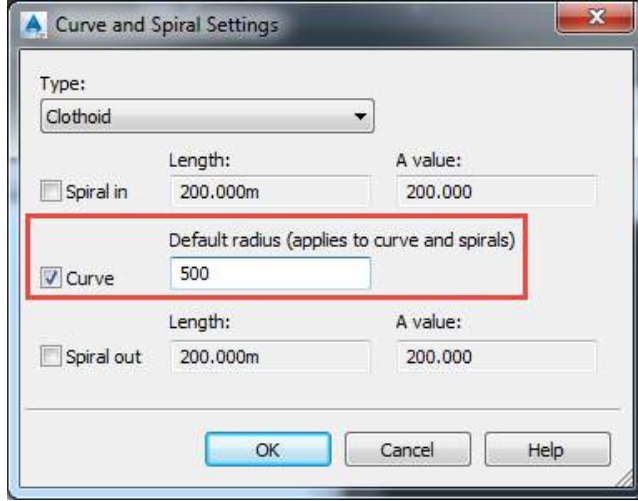 Curve and Spiral Settings
Type:
Clothoid
Length: A value:
Spiral in 200.000m 200.000
Default radius (applies to curve and spirals)
Curve 500
Length: A value:
Spiral out 200.000m 200.000
OK Cancel Help